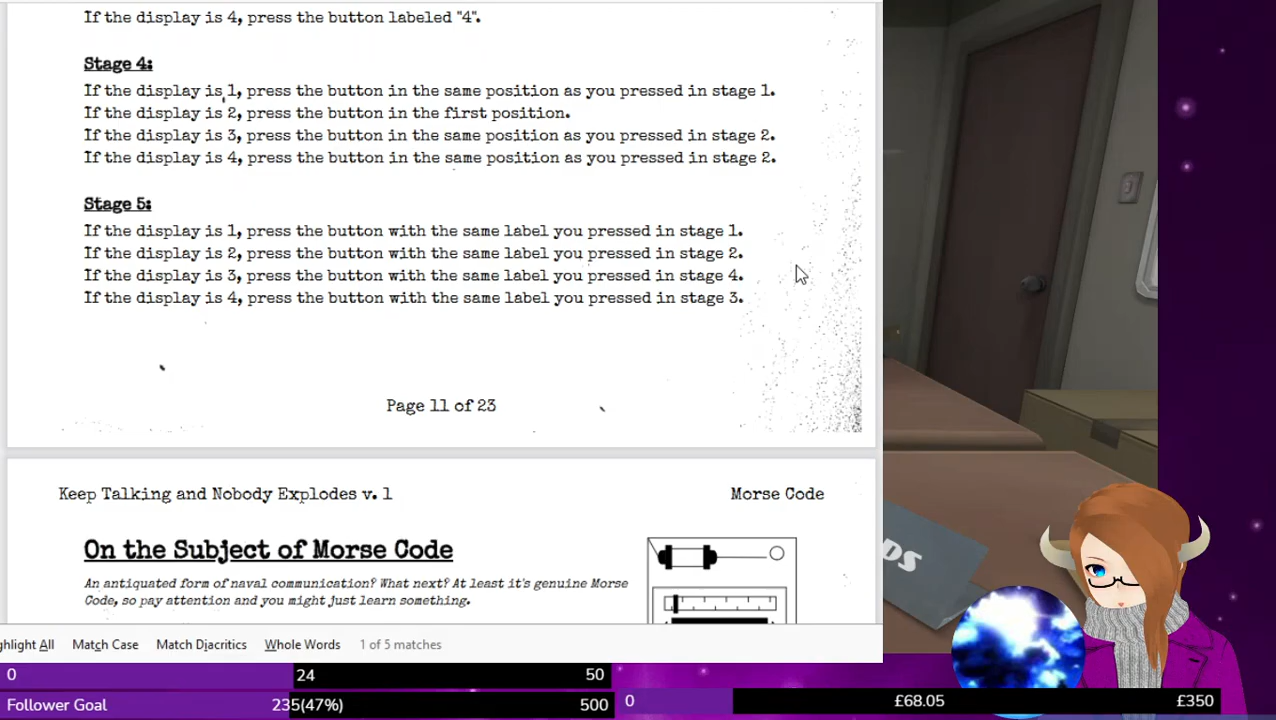 If the display is 4, press the button labeled "4".
Stage 4:
If the display is 1, press the button in the same position as you pressed in stage 1.
If the display is 2, press the button in the first position.
If the display is 3, press the button in the same position as you pressed in stage 2.
If the display is 4, press the button in the same position as you pressed in stage 2.
Stage 5:
If the display is 1, press the button with the same label you pressed in stage 1.
If the display is 2, press the button with the same label you pressed in stage 2.
If the display is 3, press the button with the same label you pressed in stage 4.
If the display is 4, press the button with the same label you pressed in stage 3.
Page 11 of 23
Keep Talking and Nobody Explodes v. 1
Morse Code
On the Subject of Morse Code
An antiquated form of naval communication? What next? At least it's genuine Morse
Code, so pay attention and you might just learn something.
ghlight All Match Case Match Diacritics Whole Words 1 of 5 matches
0 24 50
Follower Goal 235(47%) 500
0 £68.05 £350